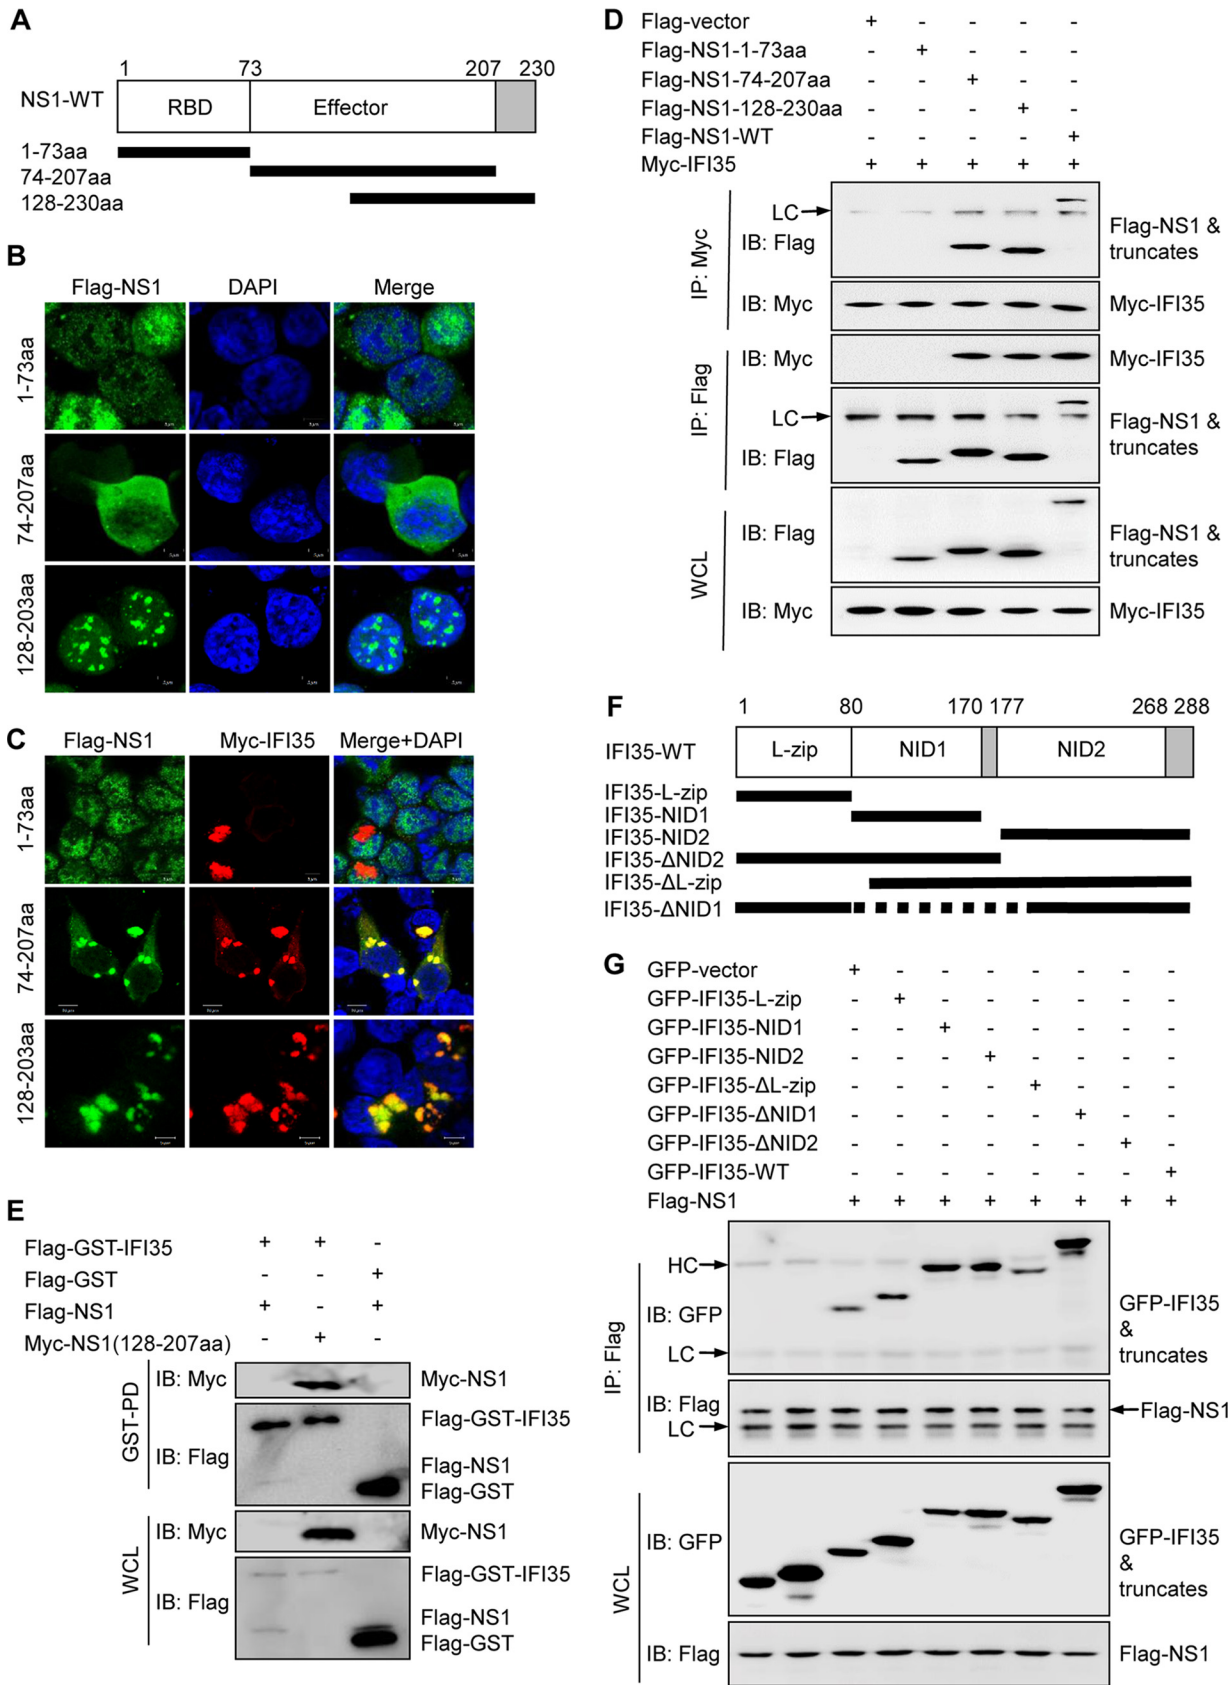 A
1 73 207 230
NS1-WT RBD Effector
1-73aa
74-207aa
128-230aa
B
Flag-NS1 DAPI Merge
1-73aa
74-207aa
128-203aa
C
Flag-NS1 Myc-IFI35 Merge+DAPI
1-73aa
74-207aa
128-203aa
D
Flag-vector + - - - -
Flag-NS1-1-73aa - + - - -
Flag-NS1-74-207aa - - + - -
Flag-NS1-128-230aa - - - + -
Flag-NS1-WT - - - - +
Myc-IFI35 + + + + +
IP: Myc
LC
IB: Flag
Flag-NS1 &
truncates
IB: Myc Myc-IFI35
IP: Flag
IB: Myc Myc-IFI35
LC
IB: Flag
Flag-NS1 &
truncates
WCL
IB: Flag
Flag-NS1 &
truncates
IB: Myc Myc-IFI35
E
Flag-GST-IFI35 + + -
Flag-GST - - +
Flag-NS1 + - +
Myc-NS1(128-207aa) - + -
GST-PD
IB: Myc Myc-NS1
Flag-GST-IFI35
IB: Flag
Flag-NS1
Flag-GST
WCL
IB: Myc Myc-NS1
Flag-GST-IFI35
IB: Flag
Flag-NS1
Flag-GST
F
1 80 170 177 268 288
IFI35-WT L-zip NID1 NID2
IFI35-L-zip
IFI35-NID1
IFI35-NID2
IFI35-ΔNID2
IFI35-ΔL-zip
IFI35-ΔNID1
G
GFP-vector + - - - - - - -
GFP-IFI35-L-zip - + - - - - - -
GFP-IFI35-NID1 - - + - - - - -
GFP-IFI35-NID2 - - - + - - - -
GFP-IFI35-ΔL-zip - - - - + - - -
GFP-IFI35-ΔNID1 - - - - - + - -
GFP-IFI35-ΔNID2 - - - - - - + -
GFP-IFI35-WT - - - - - - - +
Flag-NS1 + + + + + + + +
IP: Flag
HC
IB: GFP
LC
GFP-IFI35
&
truncates
IB: Flag
LC
Flag-NS1
WCL
IB: GFP
GFP-IFI35
&
truncates
IB: Flag Flag-NS1